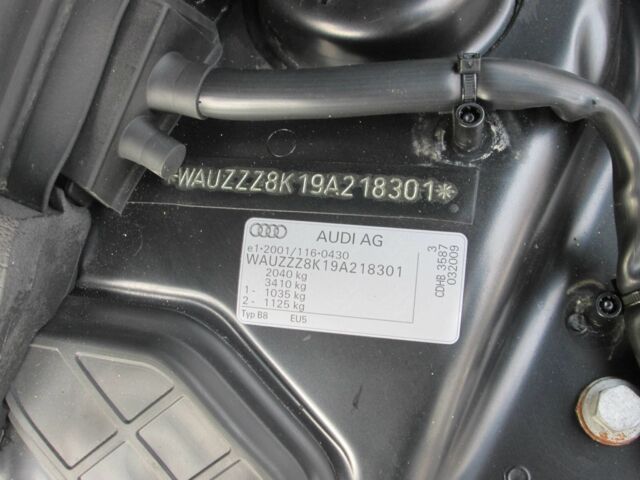 *WAUZZZ8K19A218301*
AUDI AG
e1*2001/116*0430
WAUZZZ8K19A218301
2040 kg
3410 kg
1- 1035 kg
2- 1125 kg
Typ B8 EU5
3
CDHB 3587
032009